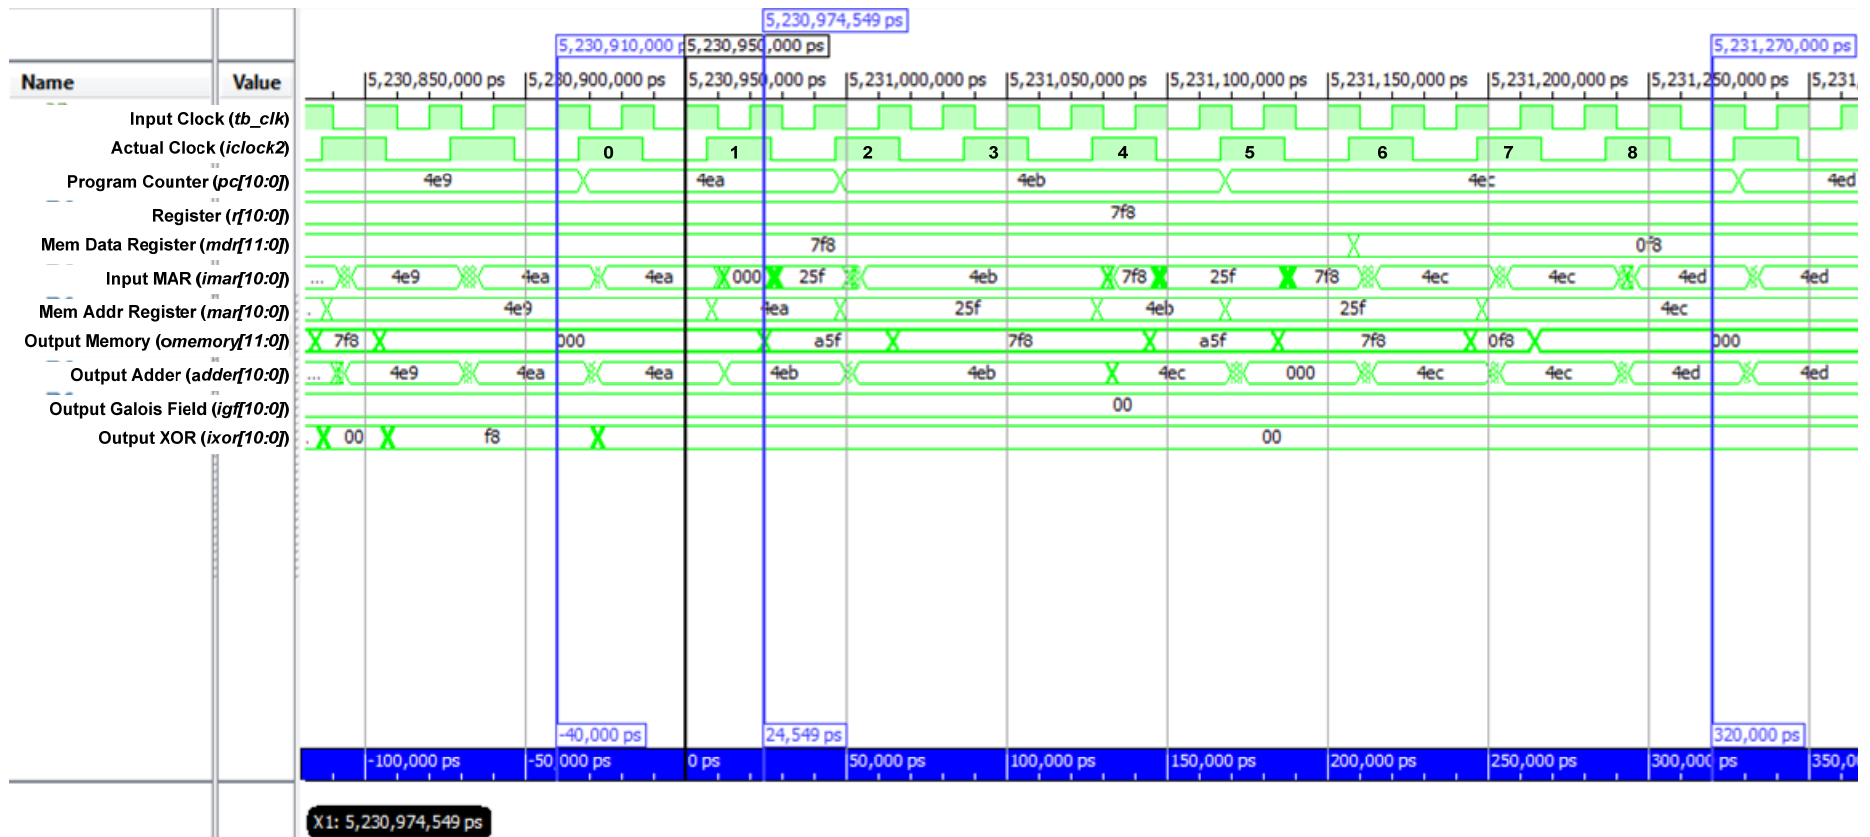 5,230,974,549 ps
5,230,910,000 p 5,230,950,000 ps 5,231,270,000 ps
Name Value 5,230,850,000 ps 5,230,900,000 ps 5,230,950,000 ps 5,231,000,000 ps 5,231,050,000 ps 5,231,100,000 ps 5,231,150,000 ps 5,231,200,000 ps 5,231,250,000 ps 5,231,
Input Clock (tb_clk)
Actual Clock (iclock2) 0 1 2 3 4 5 6 7 8
Program Counter (pc[10:0]) 4e9 4ea 4eb 4ec 4ed
Register (r[10:0]) 7f8
Mem Data Register (mdr[11:0]) 7f8 0f8
Input MAR (imar[10:0]) ... 4e9 4ea 4ea 000 25f 4eb 7f8 25f 7f8 4ec 4ec 4ed 4ed
Mem Addr Register (mar[10:0]) . 4e9 4ea 25f 4eb 25f 4ec
Output Memory (omemory[11:0]) 7f8 000 a5f 7f8 a5f 7f8 0f8 000
Output Adder (adder[10:0]) ... 4e9 4ea 4ea 4eb 4eb 4ec 000 4ec 4ec 4ed 4ed
Output Galois Field (igf[10:0]) 00
Output XOR (ixor[10:0]) . 00 f8 00
-40,000 ps 24,549 ps 320,000 ps
-100,000 ps -50,000 ps 0 ps 50,000 ps 100,000 ps 150,000 ps 200,000 ps 250,000 ps 300,000 ps 350,0
X1: 5,230,974,549 ps